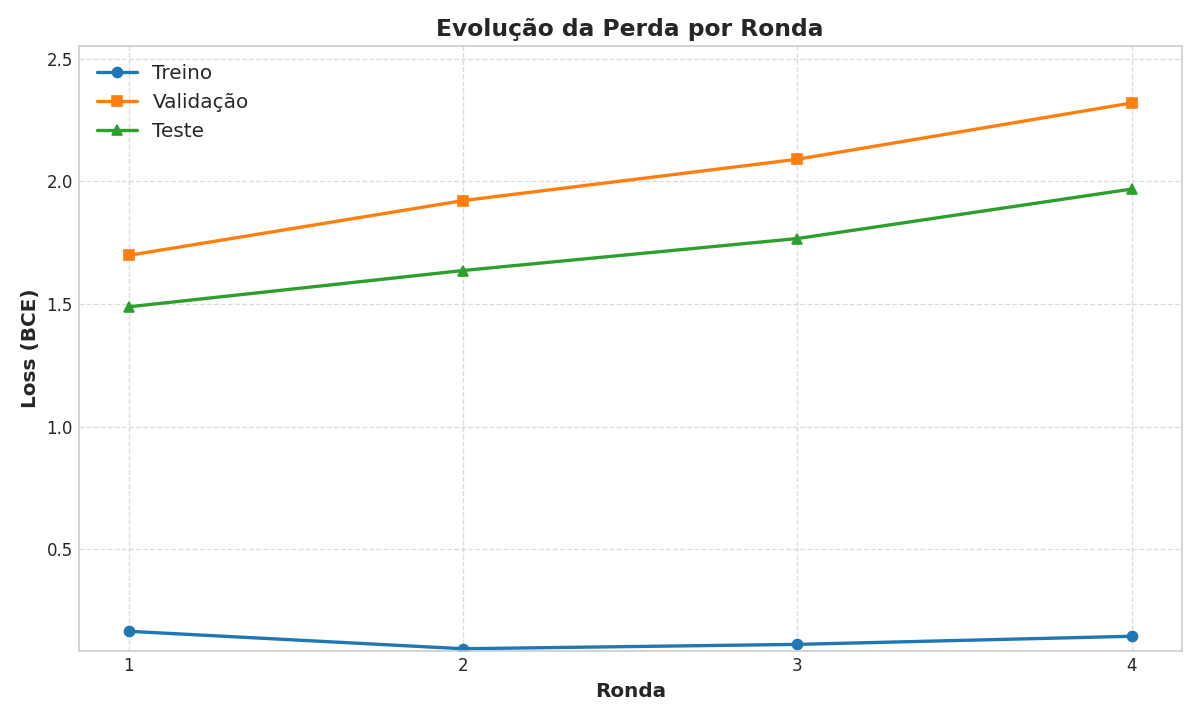 Evolução da Perda por Ronda
Treino
Validação
Teste
Loss (BCE)
2.5
2.0
1.5
1.0
0.5
1 2 3 4
Ronda